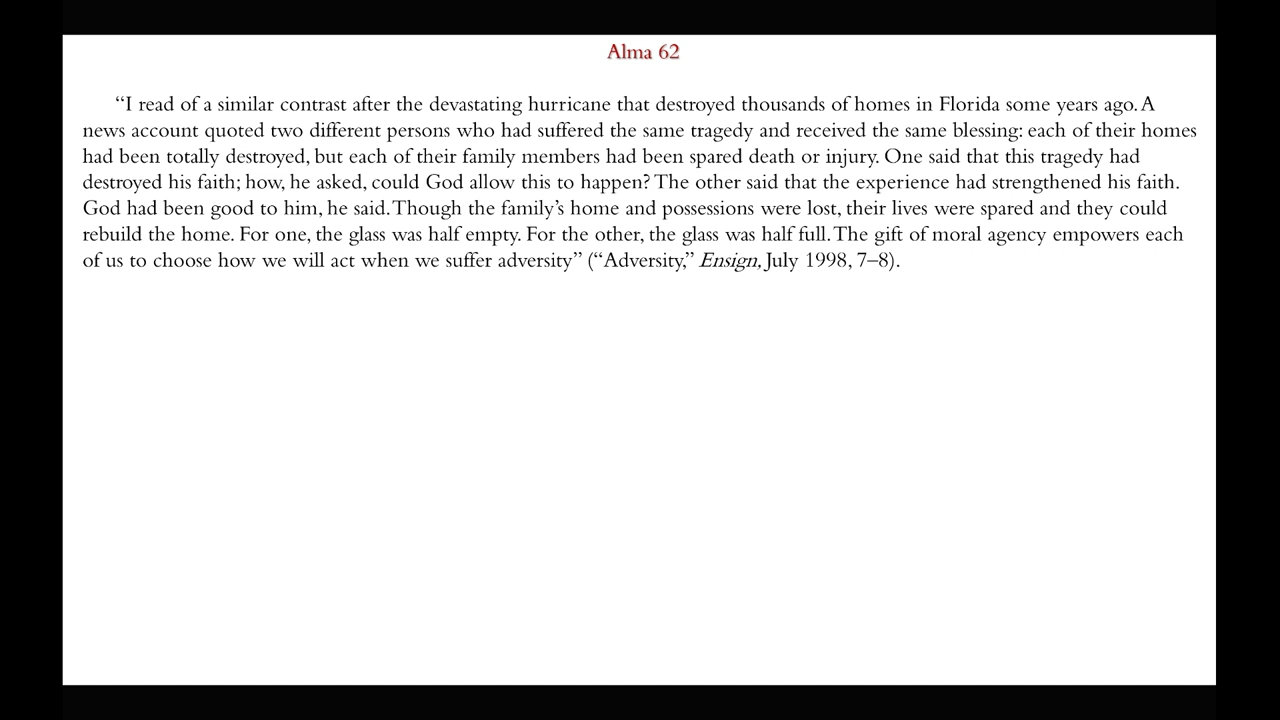 Alma 62
“I read of a similar contrast after the devastating hurricane that destroyed thousands of homes in Florida some years ago. A
news account quoted two different persons who had suffered the same tragedy and received the same blessing: each of their homes
had been totally destroyed, but each of their family members had been spared death or injury. One said that this tragedy had
destroyed his faith; how, he asked, could God allow this to happen? The other said that the experience had strengthened his faith.
God had been good to him, he said. Though the family’s home and possessions were lost, their lives were spared and they could
rebuild the home. For one, the glass was half empty. For the other, the glass was half full. The gift of moral agency empowers each
of us to choose how we will act when we suffer adversity” (“Adversity,” Ensign, July 1998, 7–8).